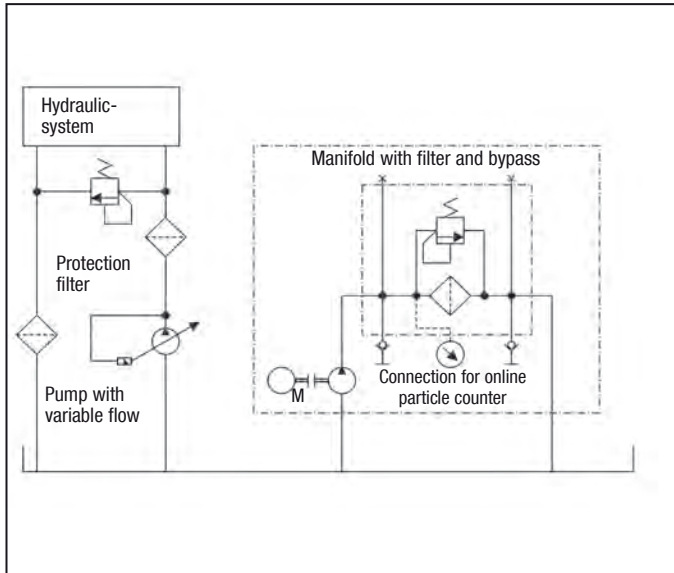 Hydraulic-
system
Manifold with filter and bypass
Protection
filter
Pump with
variable flow
M
Connection for online
particle counter